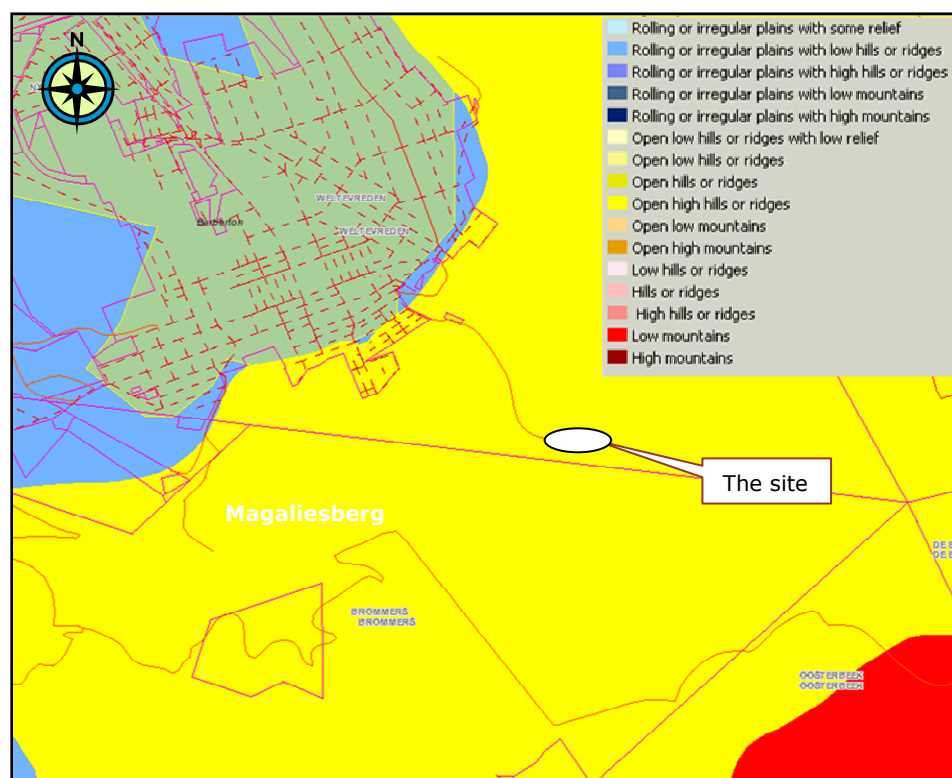 N
Rolling or irregular plains with some relief
Rolling or irregular plains with low hills or ridges
Rolling or irregular plains with high hills or ridges
Rolling or irregular plains with low mountains
Rolling or irregular plains with high mountains
Open low hills or ridges with low relief
Open low hills or ridges
Open hills or ridges
Open high hills or ridges
Open low mountains
Open high mountains
Low hills or ridges
Hills or ridges
High hills or ridges
Low mountains
High mountains
WELTEVREDEN
Barberton
WELTEVREDEN
The site
Magaliesberg
BROMMERS
BROMMERS
OOSTERBEEK
OOSTERBEEK